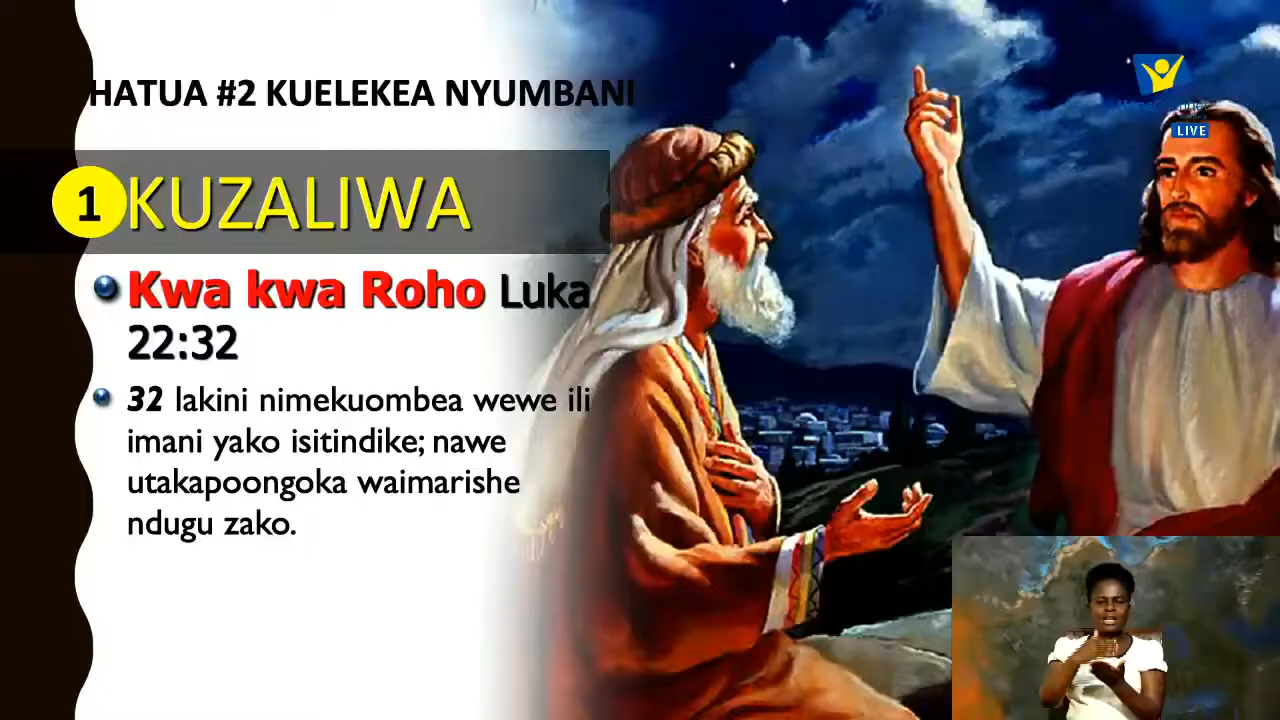 HATUA #2 KUELEKEA NYUMBANI
1 KUZALIWA
Kwa kwa Roho Luka
22:32
32 lakini nimekuombea wewe ili
imani yako isitindike; nawe
utakapoongoka waimarishe
ndugu zako.
LIVE